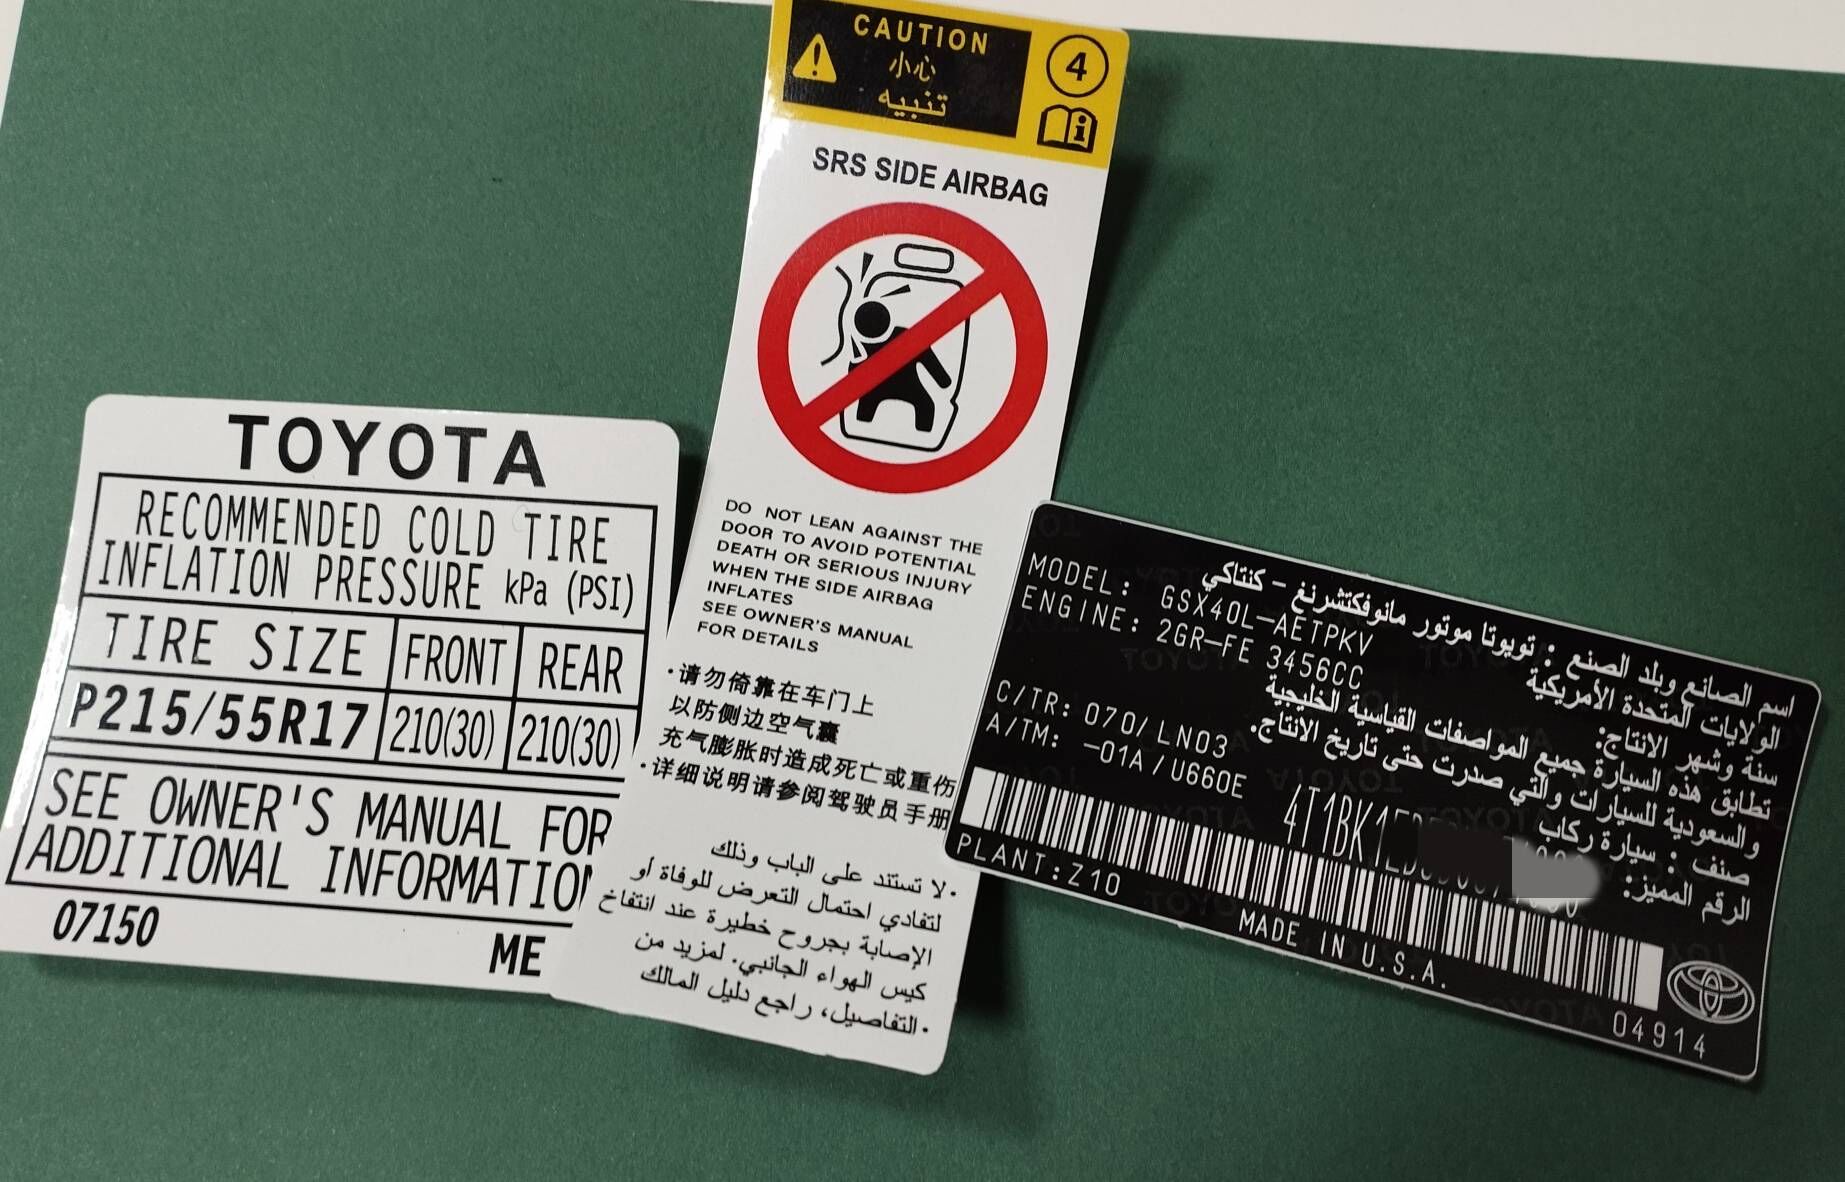 TOYOTA
RECOMMENDED COLD TIRE
INFLATION PRESSURE kPa (PSI)
TIRE SIZE FRONT REAR
P215/55R17 210(30) 210(30)
SEE OWNER'S MANUAL FOR
ADDITIONAL INFORMATION
07150 ME
CAUTION
小心
تنبيه
4
SRS SIDE AIRBAG
DO NOT LEAN AGAINST THE
DOOR TO AVOID POTENTIAL
DEATH OR SERIOUS INJURY
WHEN THE SIDE AIRBAG
INFLATES
SEE OWNER'S MANUAL
FOR DETAILS
·请勿倚靠在车门上
以防侧边空气囊
充气膨胀时造成死亡或重伤
·详细说明请参阅驾驶员手册
·لا تستند على الباب وذلك
لتفادي احتمال التعرض للوفاة أو
الإصابة بجروح خطيرة عند انتفاخ
كيس الهواء الجانبي. لمزيد من
·التفاصيل، راجع دليل المالك
اسم الصانع وبلد الصنع : تويوتا موتور مانوفكتشرنغ - كنتاكي
الولايات المتحدة الأمريكية
MODEL: GSX40L-AETPKV
ENGINE: 2GR-FE 3456CC
سنة وشهر الانتاج:
تطابق هذه السيارة جميع المواصفات القياسية الخليجية
والسعودية للسيارات والتي صدرت حتى تاريخ الانتاج.
C/TR: 070/LN03
A/TM: -01A/U660E
صنف : سيارة ركاب
الرقم المميز:
4T1BK1
PLANT:Z10
MADE IN U.S.A.
04914